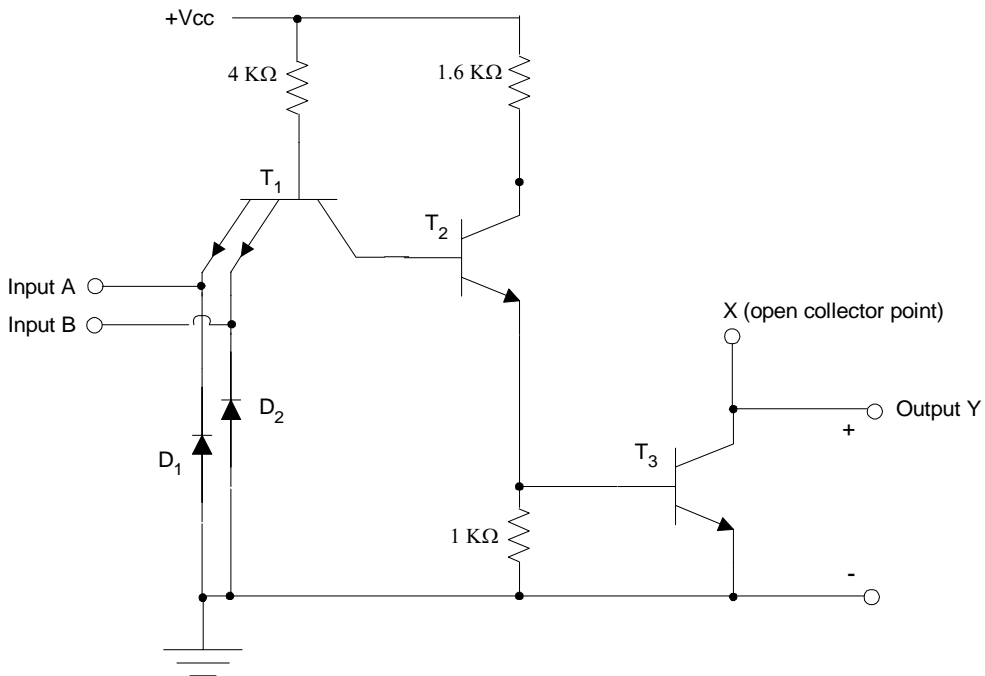 +Vcc
4 KΩ
1.6 KΩ
T1
T2
Input A
Input B
X (open collector point)
D2
Output Y
+
D1
T3
1 KΩ
-